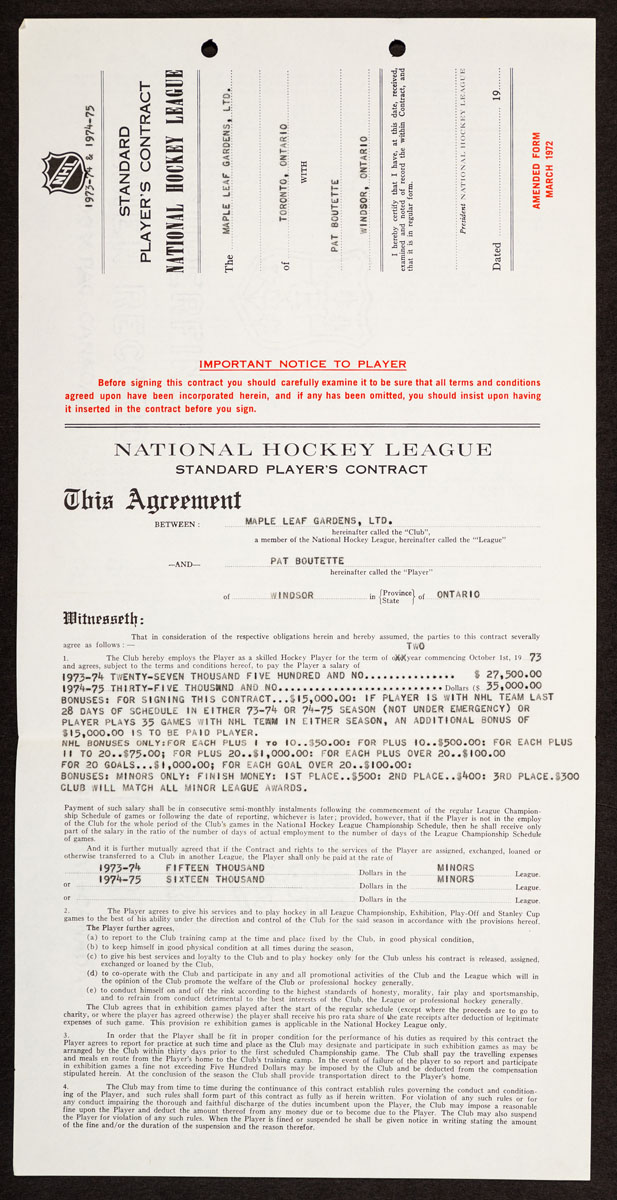 NHL
1973-74 & 1974-75
STANDARD
PLAYER'S CONTRACT
NATIONAL HOCKEY LEAGUE
The MAPLE LEAF GARDENS, LTD.
of TORONTO, ONTARIO
WITH
PAT BOUTETTE
WINDSOR, ONTARIO
I hereby certify that I have, at this date, received,
examined and noted of record the within Contract, and
that it is in regular form.
President NATIONAL HOCKEY LEAGUE
Dated 19
AMENDED FORM
MARCH 1972
IMPORTANT NOTICE TO PLAYER
Before signing this contract you should carefully examine it to be sure that all terms and conditions
agreed upon have been incorporated herein, and if any has been omitted, you should insist upon having
it inserted in the contract before you sign.
NATIONAL HOCKEY LEAGUE
STANDARD PLAYER'S CONTRACT
This Agreement
BETWEEN: MAPLE LEAF GARDENS, LTD.
hereinafter called the "Club",
a member of the National Hockey League, hereinafter called the "League"
—AND— PAT BOUTETTE
hereinafter called the "Player"
of WINDSOR in {Province State} of ONTARIO
Witnesseth:
That in consideration of the respective obligations herein and hereby assumed, the parties to this contract severally
agree as follows:—
TWO
1. The Club hereby employs the Player as a skilled Hockey Player for the term of year commencing October 1st, 19 73
and agrees, subject to the terms and conditions hereof, to pay the Player a salary of
1973-74 TWENTY-SEVEN THOUSAND FIVE HUNDRED AND NO............... $ 27,500.00
1974-75 THIRTY-FIVE THOUSAND AND NO........................... Dollars ($ 35,000.00
BONUSES: FOR SIGNING THIS CONTRACT...$15,000.00: IF PLAYER IS WITH NHL TEAM LAST
28 DAYS OF SCHEDULE IN EITHER 73-74 OR 74-75 SEASON (NOT UNDER EMERGENCY) OR
PLAYER PLAYS 35 GAMES WITH NHL TEAM IN EITHER SEASON, AN ADDITIONAL BONUS OF
$15,000.00 IS TO BE PAID PLAYER.
NHL BONUSES ONLY:FOR EACH PLUS 1 TO 10..$50.00: FOR PLUS 10..$500.00: FOR EACH PLUS
11 TO 20..$75.00; FOR PLUS 20..$1,000.00: FOR EACH PLUS OVER 20..$100.00
FOR 20 GOALS...$1,000.00; FOR EACH GOAL OVER 20..$100.00:
BONUSES: MINORS ONLY: FINISH MONEY: 1ST PLACE..$500: 2ND PLACE..$400: 3RD PLACE.$300
CLUB WILL MATCH ALL MINOR LEAGUE AWARDS.
Payment of such salary shall be in consecutive semi-monthly instalments following the commencement of the regular League Champion-
ship Schedule of games or following the date of reporting, whichever is later; provided, however, that if the Player is not in the employ
of the Club for the whole period of the Club's games in the National Hockey League Championship Schedule, then he shall receive only
part of the salary in the ratio of the number of days of actual employment to the number of days of the League Championship Schedule
of games.
And it is further mutually agreed that if the Contract and rights to the services of the Player are assigned, exchanged, loaned or
otherwise transferred to a Club in another League, the Player shall only be paid at the rate of
1973-74 FIFTEEN THOUSAND Dollars in the MINORS League.
or 1974-75 SIXTEEN THOUSAND Dollars in the MINORS League.
or Dollars in the League.
2. The Player agrees to give his services and to play hockey in all League Championship, Exhibition, Play-Off and Stanley Cup
games to the best of his ability under the direction and control of the Club for the said season in accordance with the provisions hereof.
The Player further agrees,
(a) to report to the Club training camp at the time and place fixed by the Club, in good physical condition,
(b) to keep himself in good physical condition at all times during the season,
(c) to give his best services and loyalty to the Club and to play hockey only for the Club unless his contract is released, assigned,
exchanged or loaned by the Club,
(d) to co-operate with the Club and participate in any and all promotional activities of the Club and the League which will in
the opinion of the Club promote the welfare of the Club or professional hockey generally.
(e) to conduct himself on and off the rink according to the highest standards of honesty, morality, fair play and sportsmanship,
and to refrain from conduct detrimental to the best interests of the Club, the League or professional hockey generally.
The Club agrees that in exhibition games played after the start of the regular schedule (except where the proceeds are to go to
charity, or where the player has agreed otherwise) the player shall receive his pro rata share of the gate receipts after deduction of legitimate
expenses of such game. This provision re exhibition games is applicable in the National Hockey League only.
3. In order that the Player shall be fit in proper condition for the performance of his duties as required by this contract the
Player agrees to report for practice at such time and place as the Club may designate and participate in such exhibition games as may be
arranged by the Club within thirty days prior to the first scheduled Championship game. The Club shall pay the travelling expenses
and meals en route from the Player's home to the Club's training camp. In the event of failure of the player to so report and participate
in exhibition games a fine not exceeding Five Hundred Dollars may be imposed by the Club and be deducted from the compensation
stipulated herein. At the conclusion of the season the Club shall provide transportation direct to the Player's home.
4. The Club may from time to time during the continuance of this contract establish rules governing the conduct and condition-
ing of the Player, and such rules shall form part of this contract as fully as if herein written. For violation of any such rules or for
any conduct impairing the thorough and faithful discharge of the duties incumbent upon the Player, the Club may impose a reasonable
fine upon the Player and deduct the amount thereof from any money due or to become due to the Player. The Club may also suspend
the Player for violation of any such rules. When the Player is fined or suspended he shall be given notice in writing stating the amount
of the fine and/or the duration of the suspension and the reason therefor.